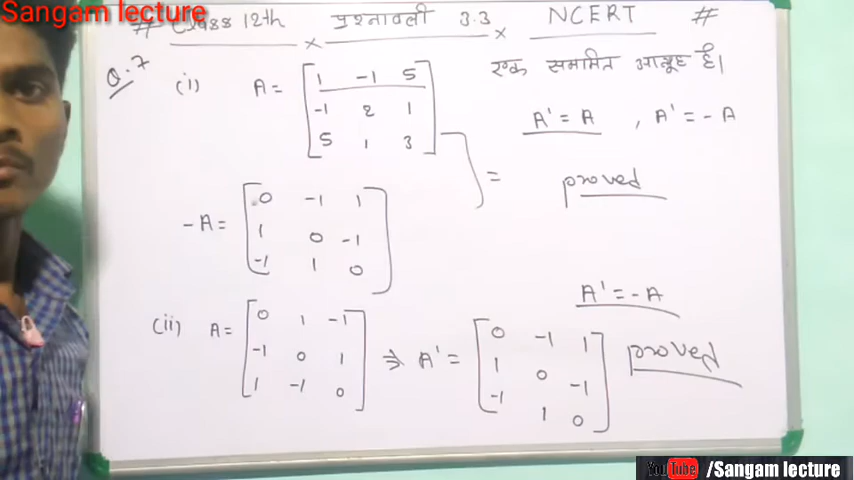 Sangam lecture
# Class 12th × प्रश्नावली 3.3 × NCERT #
Q.7 (i) A = [1 -1 5 एक सममित आव्यूह है।
-1 2 1
5 1 3] A' = A , A' = -A
= proved
-A = [0 -1 1
1 0 -1
-1 1 0]
A' = -A
(ii) A = [0 1 -1
-1 0 1
1 -1 0] ⇒ A' = [0 -1 1
1 0 -1
-1 1 0] proved
YouTube /Sangam lecture